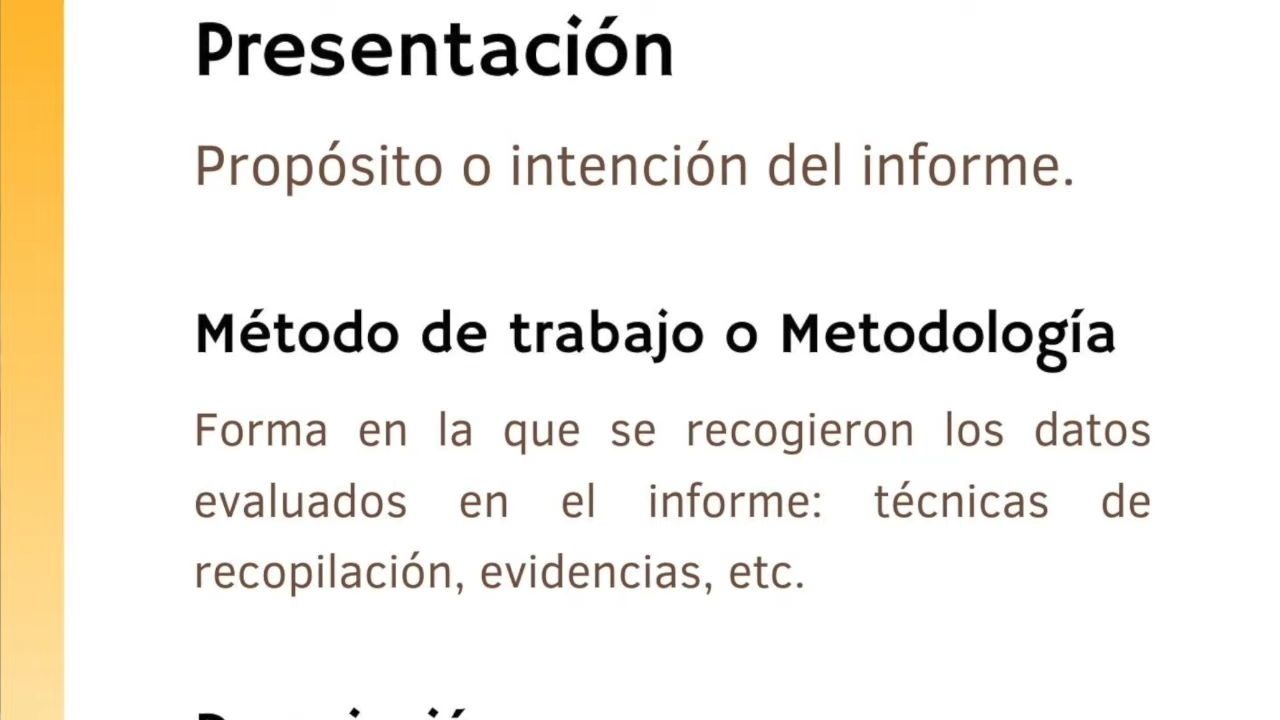 Presentación
Propósito o intención del informe.
Método de trabajo o Metodología
Forma en la que se recogieron los datos
evaluados en el informe: técnicas de
recopilación, evidencias, etc.